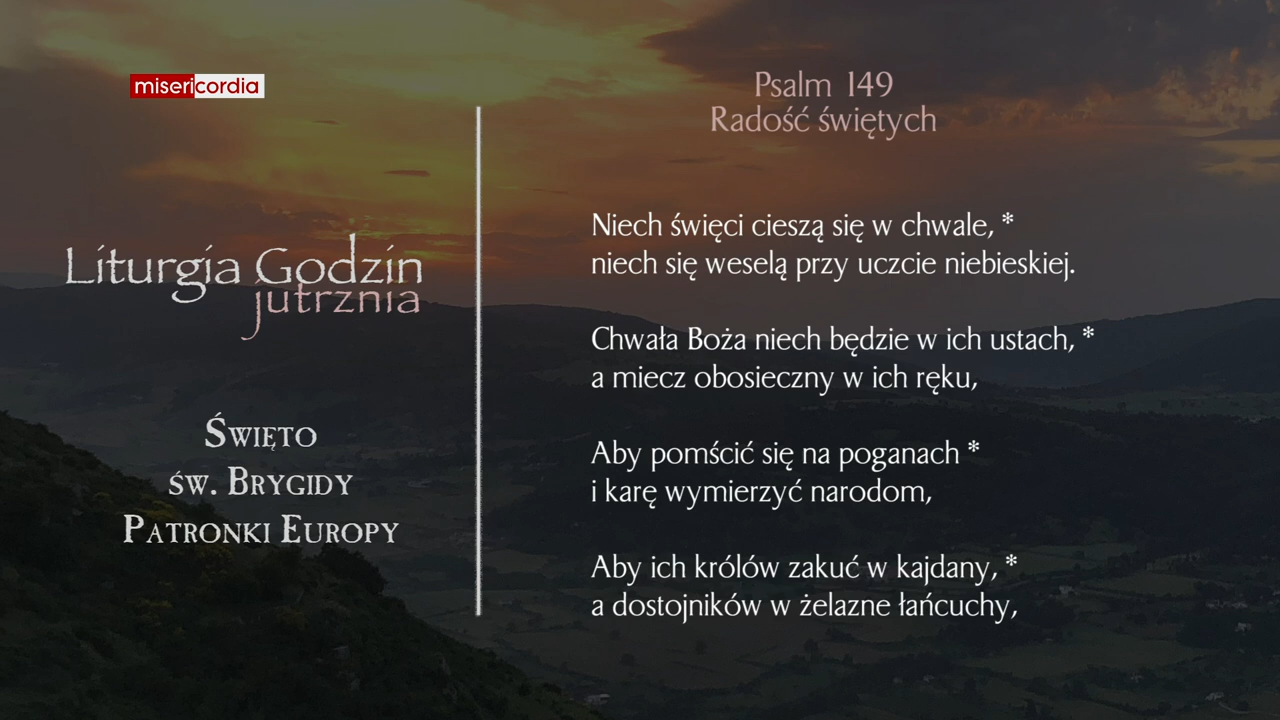 misericordia
Liturgia Godzin
jutrznia
Święto
św. Brygidy
Patronki Europy
Psalm 149
Radość świętych
Niech święci cieszą się w chwale, *
niech się weselą przy uczcie niebieskiej.
Chwała Boża niech będzie w ich ustach, *
a miecz obosieczny w ich ręku,
Aby pomścić się na poganach *
i karę wymierzyć narodom,
Aby ich królów zakuć w kajdany, *
a dostojników w żelazne łańcuchy,